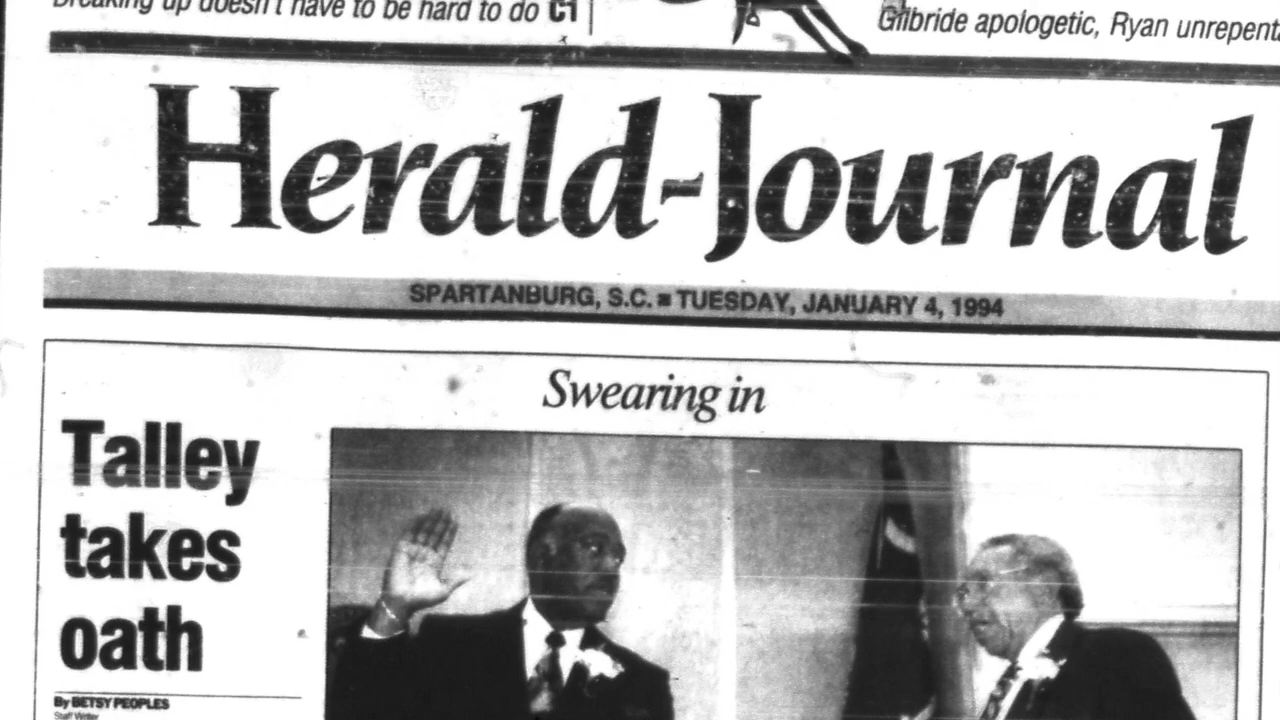 Breaking up doesn't have to be hard to do C1
Gilbride apologetic, Ryan
Herald-Journal
SPARTANBURG, S.C. ■ TUESDAY, JANUARY 4, 1994
Swearing in
Talley
takes
oath
By BETSY PEOPLES
Staff Writer